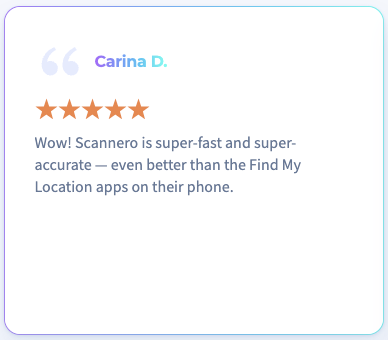 Carina D.
Wow! Scannero is super-fast and super-
accurate — even better than the Find My
Location apps on their phone.